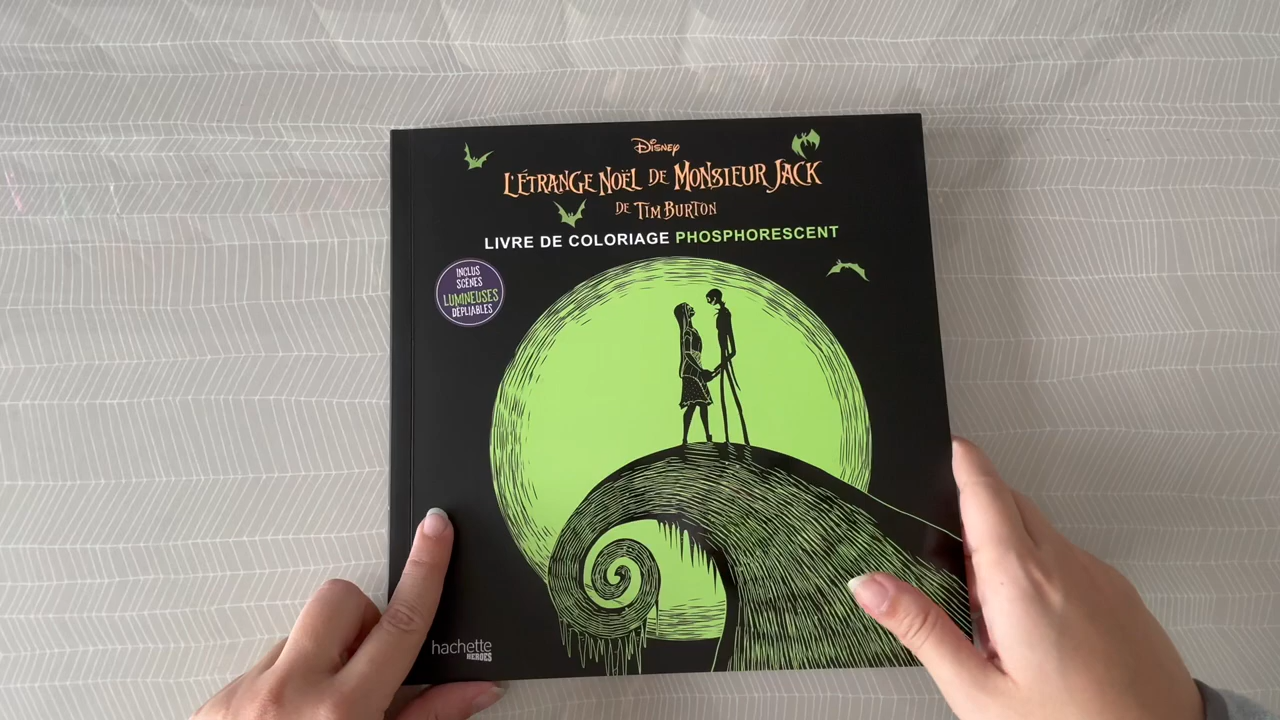 Disney
L'ÉTRANGE NOËL DE MONSIEUR JACK
DE TIM BURTON
LIVRE DE COLORIAGE PHOSPHORESCENT
INCLUS
SCÈNES
LUMINEUSES
DÉPLIABLES
hachette
HEROES